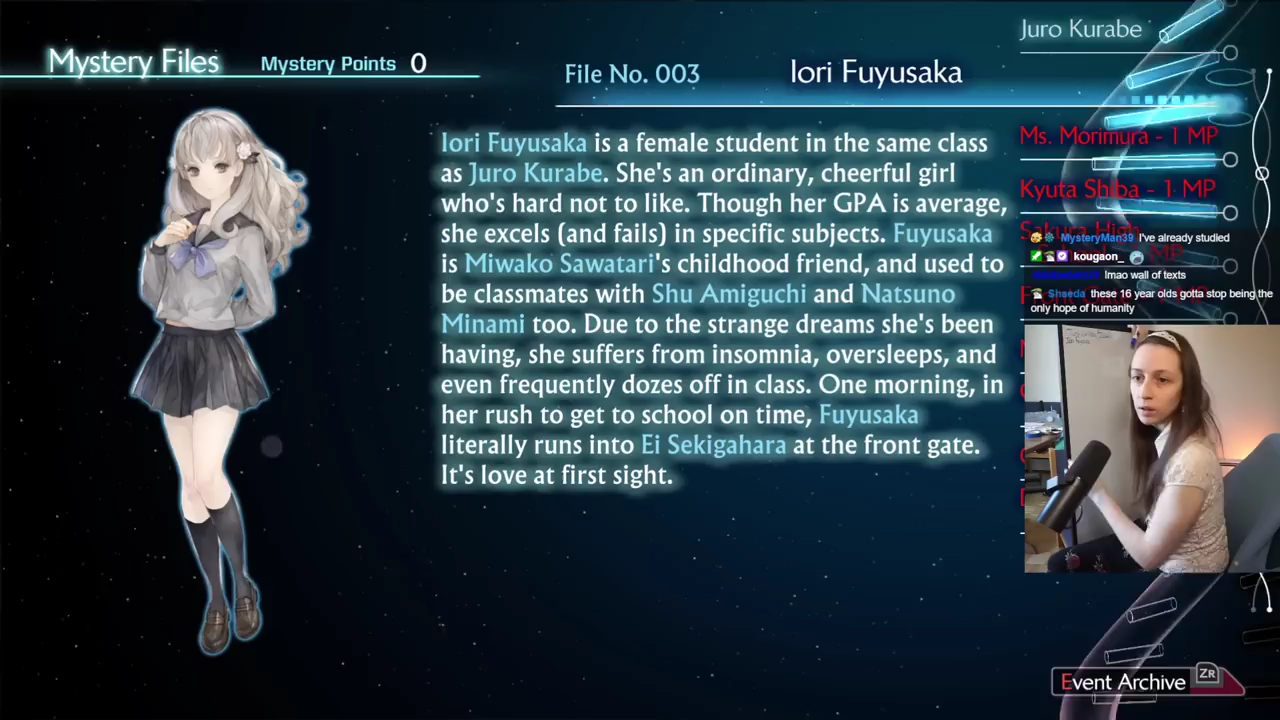 Mystery Files
Mystery Points 0
File No. 003
Iori Fuyusaka
Iori Fuyusaka is a female student in the same class
as Juro Kurabe. She's an ordinary, cheerful girl
who's hard not to like. Though her GPA is average,
she excels (and fails) in specific subjects. Fuyusaka
is Miwako Sawatari's childhood friend, and used to
be classmates with Shu Amiguchi and Natsuno
Minami too. Due to the strange dreams she's been
having, she suffers from insomnia, oversleeps, and
even frequently dozes off in class. One morning, in
her rush to get to school on time, Fuyusaka
literally runs into Ei Sekigahara at the front gate.
It's love at first sight.
Juro Kurabe
Ms. Morimura - 1 MP
Kyuta Shiba - 1 MP
Sakura High
MP
MysteryMan39 I've already studled
kougaon_
lmao wall of texts
Shseda these 16 year olds gotta stop being the
only hope of humanity
Event Archive ZR